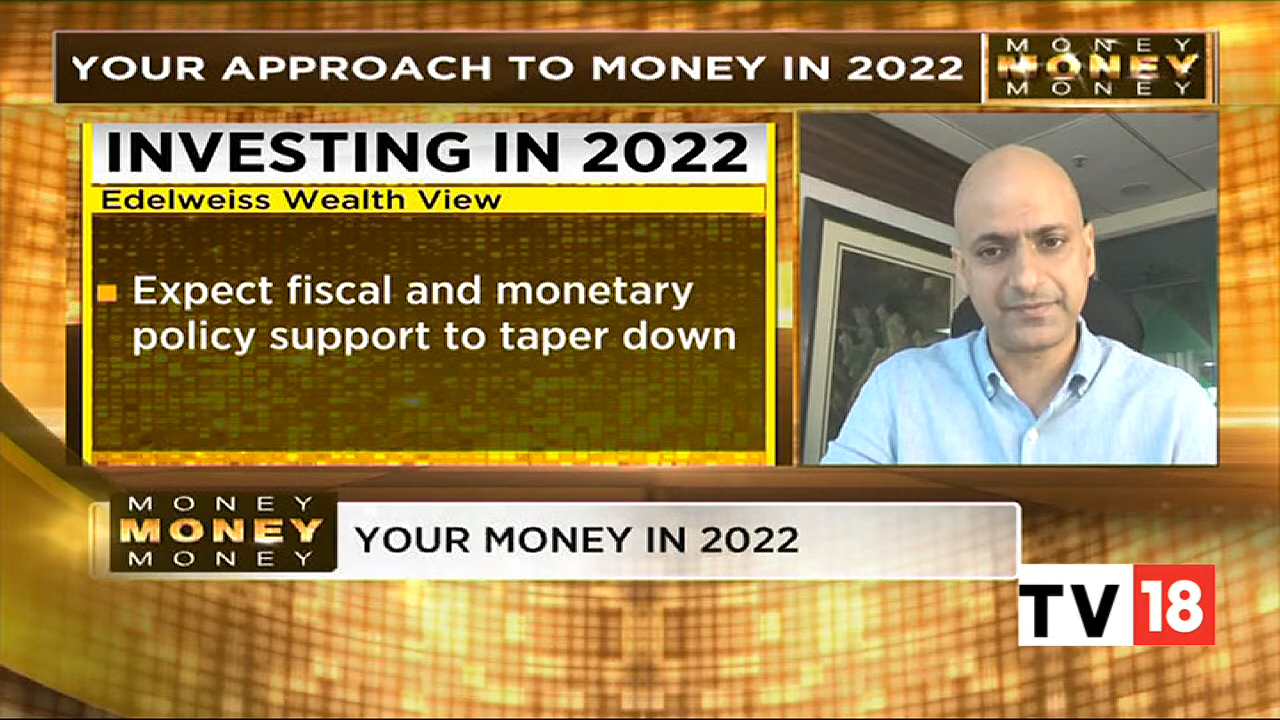 YOUR APPROACH TO MONEY IN 2022
MONEY
MONEY
MONEY
INVESTING IN 2022
Edelweiss Wealth View
Expect fiscal and monetary
policy support to taper down
MONEY
MONEY
MONEY
YOUR MONEY IN 2022
TV18